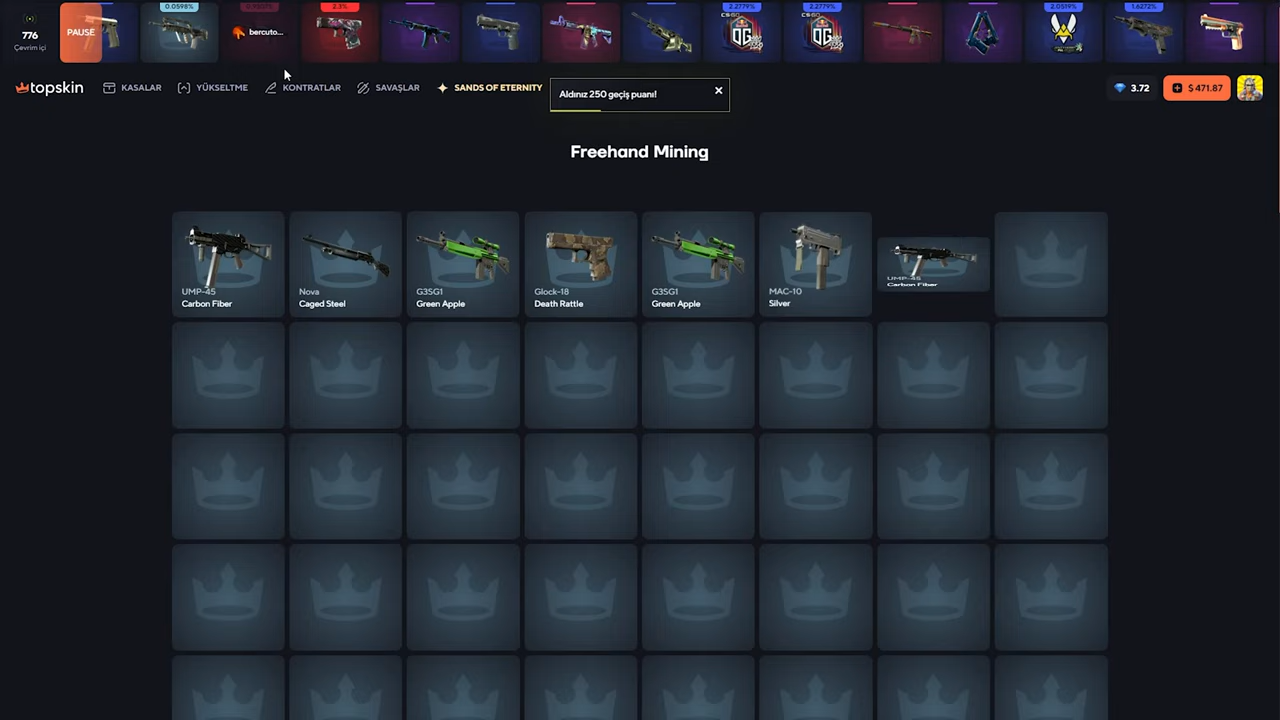 776
Çevrim içi
PAUSE
0.0598%
bercuto...
2.3%
2.2779%
2.2779%
2.0519%
1.6272%
topskin
KASALAR
YÜKSELTME
KONTRATLAR
SAVAŞLAR
SANDS OF ETERNITY
Aldınız 250 geçiş puanı!
3.72
$ 471.87
Freehand Mining
UMP-45
Carbon Fiber
Nova
Caged Steel
G3SG1
Green Apple
Glock-18
Death Rattle
G3SG1
Green Apple
MAC-10
Silver
UMP-45
Carbon Fiber